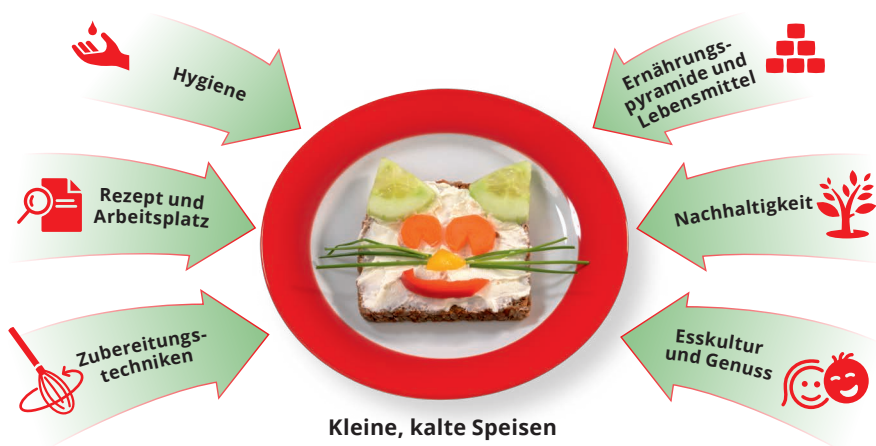 Hygiene
Ernährungs-
pyramide und
Lebensmittel
Rezept und
Arbeitsplatz
Nachhaltigkeit
Zubereitungs-
techniken
Esskultur
und Genuss
Kleine, kalte Speisen